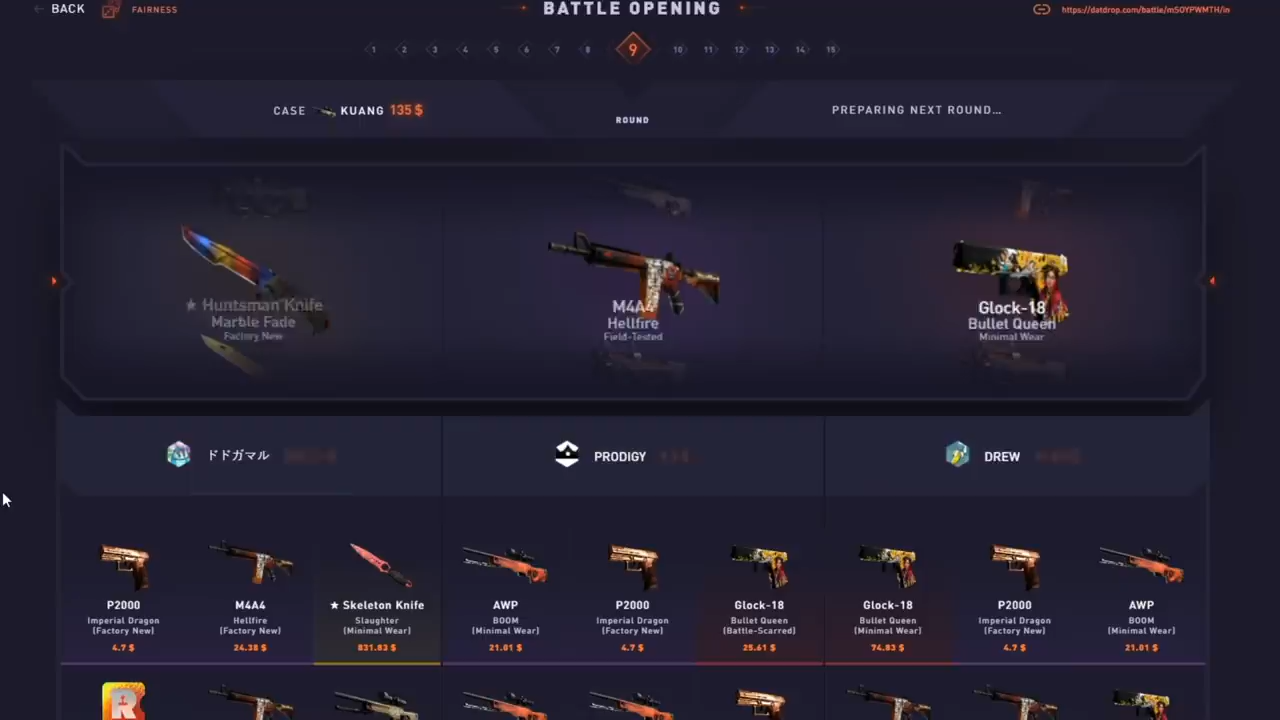 BACK
FAIRNESS
BATTLE OPENING
https://datdrop.com/battle/mSOYPWMTH/in
1 2 3 4 5 6 7 8 9 10 11 12 13 14 15
CASE KUANG 135 $
ROUND
PREPARING NEXT ROUND...
★ Huntsman Knife
Marble Fade
Factory New
M4A4
Hellfire
Field-Tested
Glock-18
Bullet Queen
Minimal Wear
ドドガマル
PRODIGY
DREW
P2000
Imperial Dragon
(Factory New)
4.7 $
M4A4
Hellfire
(Factory New)
24.38 $
★ Skeleton Knife
Slaughter
(Minimal Wear)
831.83 $
AWP
BOOM
(Minimal Wear)
21.01 $
P2000
Imperial Dragon
(Factory New)
4.7 $
Glock-18
Bullet Queen
(Battle-Scarred)
25.61 $
Glock-18
Bullet Queen
(Minimal Wear)
74.83 $
P2000
Imperial Dragon
(Factory New)
4.7 $
AWP
BOOM
(Minimal Wear)
21.01 $
R